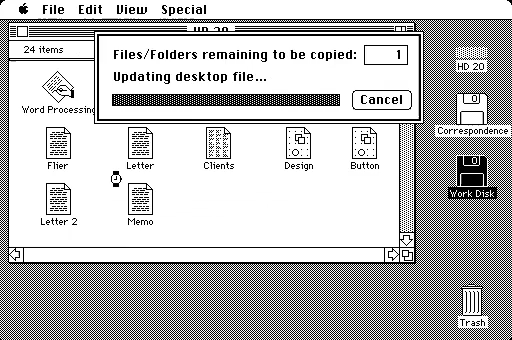 File Edit View Special
HD 20
24 items
Files/Folders remaining to be copied: 1
Updating desktop file...
Cancel
HD 20
Word Processing
Correspondence
Flier Letter Clients Design Button
Work Disk
Letter 2 Memo
Trash